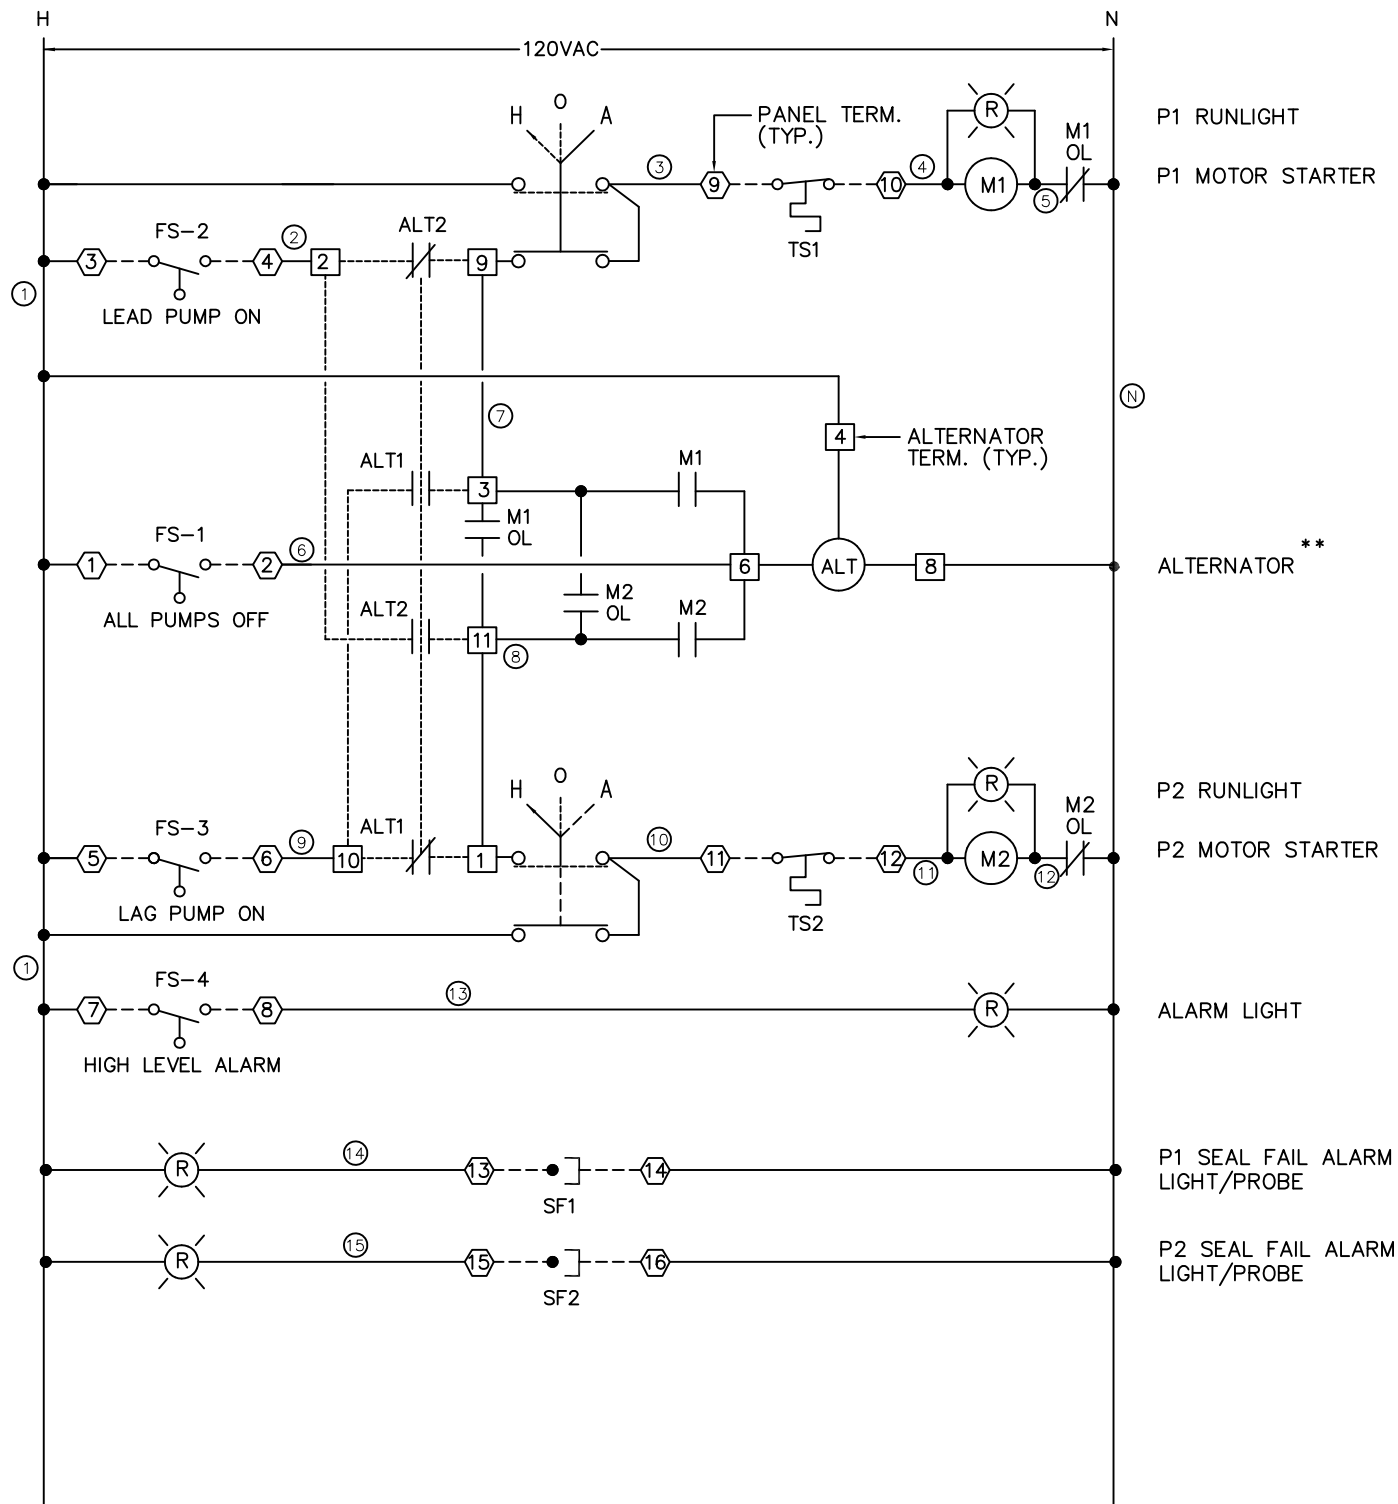 H N
120VAC
H O A
PANEL TERM.
(TYP.)
R
P1 RUNLIGHT
M1
OL
3 9 TS1 10 4 M1 5
P1 MOTOR STARTER
FS-2 2 ALT2
3 4 2 9
LEAD PUMP ON
1
N
7
4
ALTERNATOR
TERM. (TYP.)
ALT1 M1
3
M1
OL
FS-1 6
1 2 6 ALT 8
ALTERNATOR **
ALL PUMPS OFF
M2
OL
ALT2 M2
11
8
H O A
R
P2 RUNLIGHT
M2
OL
FS-3 9 ALT1 10
5 6 10 1 11 12 11 M2 12
P2 MOTOR STARTER
LAG PUMP ON
TS2
1
FS-4 13
7 8 R
ALARM LIGHT
HIGH LEVEL ALARM
14
R 13 14
P1 SEAL FAIL ALARM
LIGHT/PROBE
SF1
15
R 15 16
P2 SEAL FAIL ALARM
LIGHT/PROBE
SF2